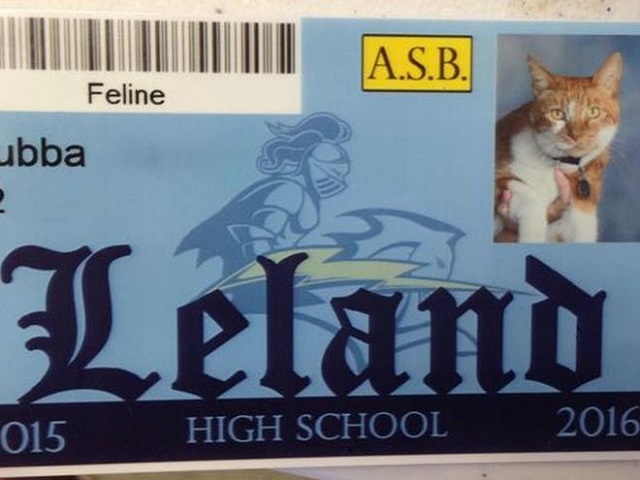 Feline
A.S.B.
ubba
2
Leland
015 HIGH SCHOOL 2016